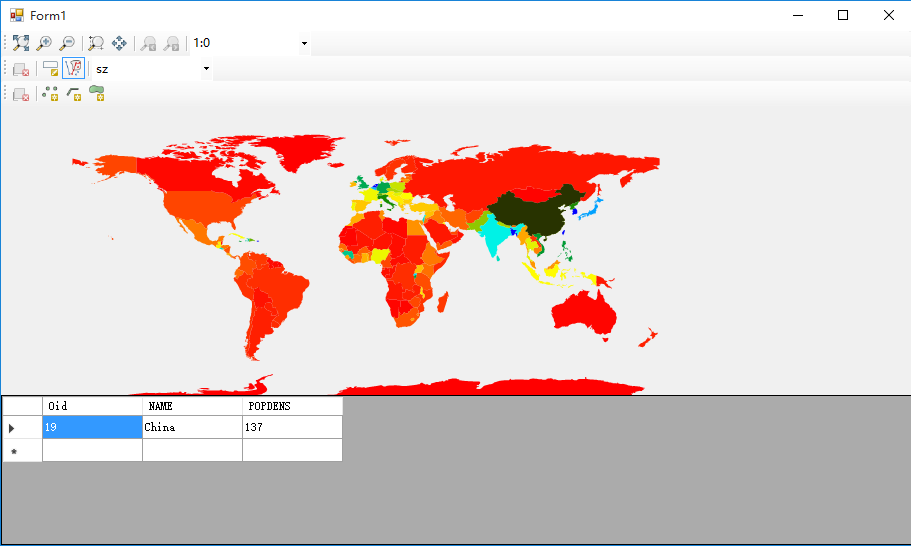 Form1
1:0
sz
Oid NAME POPDENS
19 China 137